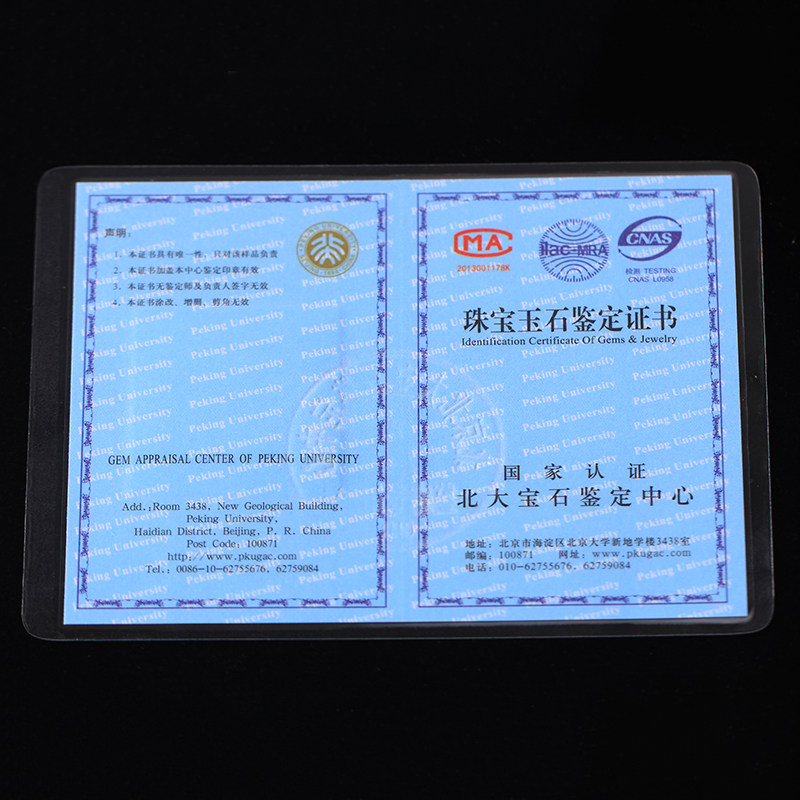 声明:
1、本证书具有唯一性、只对该样品负责
2、本证书加盖本中心鉴定印章有效
3、本证书无鉴定师及负责人签字无效
4、本证书涂改、增删、剪角无效
GEM APPRAISAL CENTER OF PEKING UNIVERSITY
Add.:Room 3438, New Geological Building,
Peking University,
Haidian District, Beijing, P. R. China
Post Code: 100871
http://www.pkugac.com
Tel.: 0086-10-62755676, 62759084
MA
2013001176K
ilac-MRA
CNAS
检测 TESTING
CNAS L0958
珠宝玉石鉴定证书
Identification Certificate Of Gems & Jewelry
国家认证
北大宝石鉴定中心
地址: 北京市海淀区北京大学新地学楼3438室
邮编: 100871 网址: www.pkugac.com
电话: 010-62755676, 62759084
Peking University